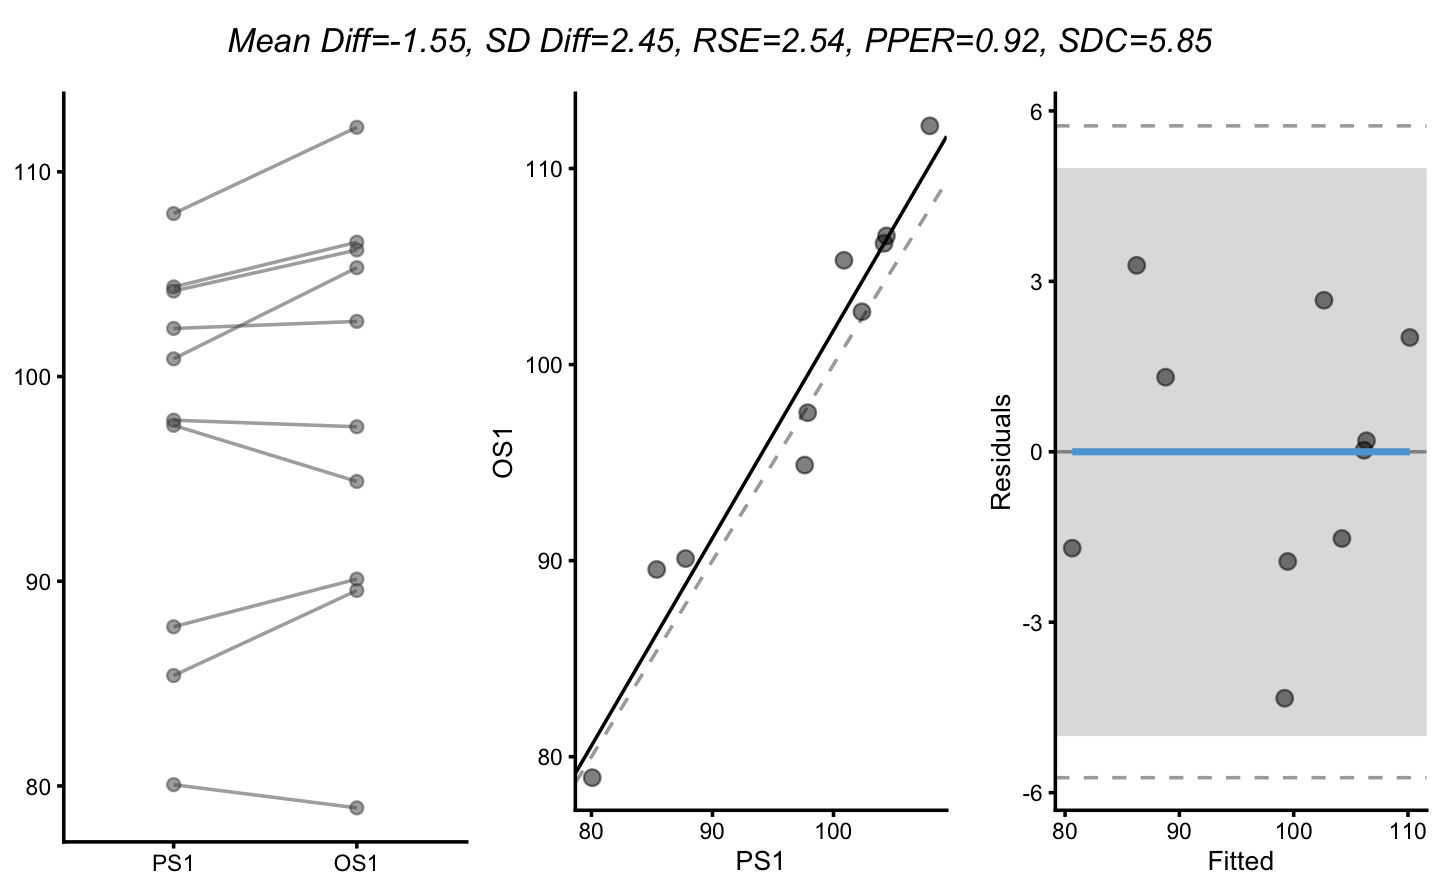 Mean Diff=-1.55, SD Diff=2.45, RSE=2.54, PPER=0.92, SDC=5.85
110
100
90
80
PS1 OS1
OS1
110
100
90
80
80 90 100
PS1
Residuals
6
3
0
-3
-6
80 90 100 110
Fitted